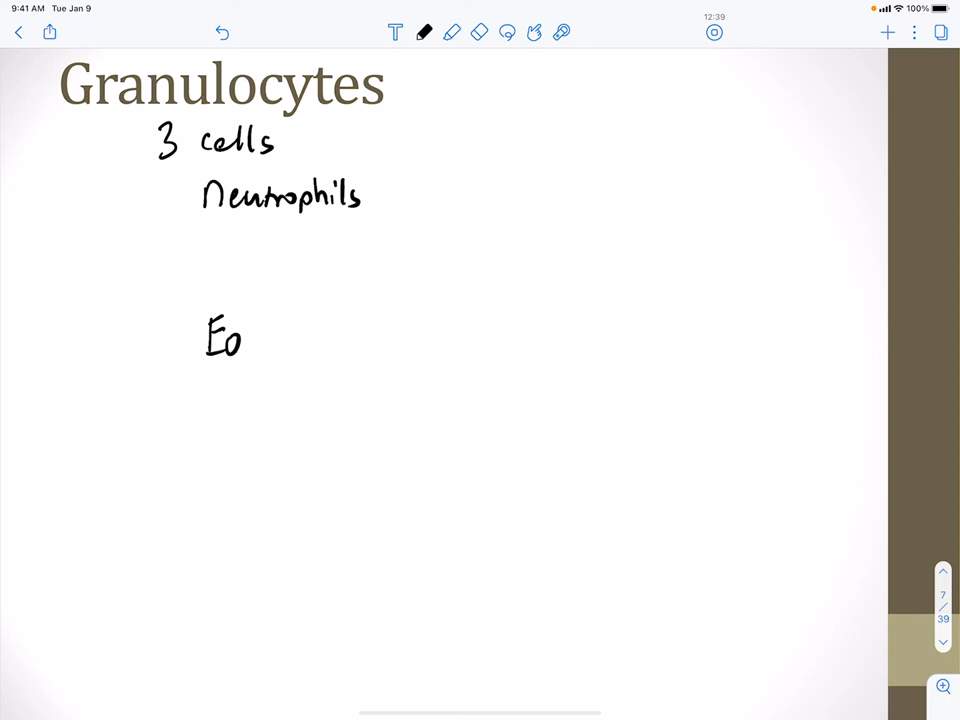 9:41 AM Tue Jan 9
100%
12:39
T
Granulocytes
3 cells
neutrophils
Eo
7
/
39